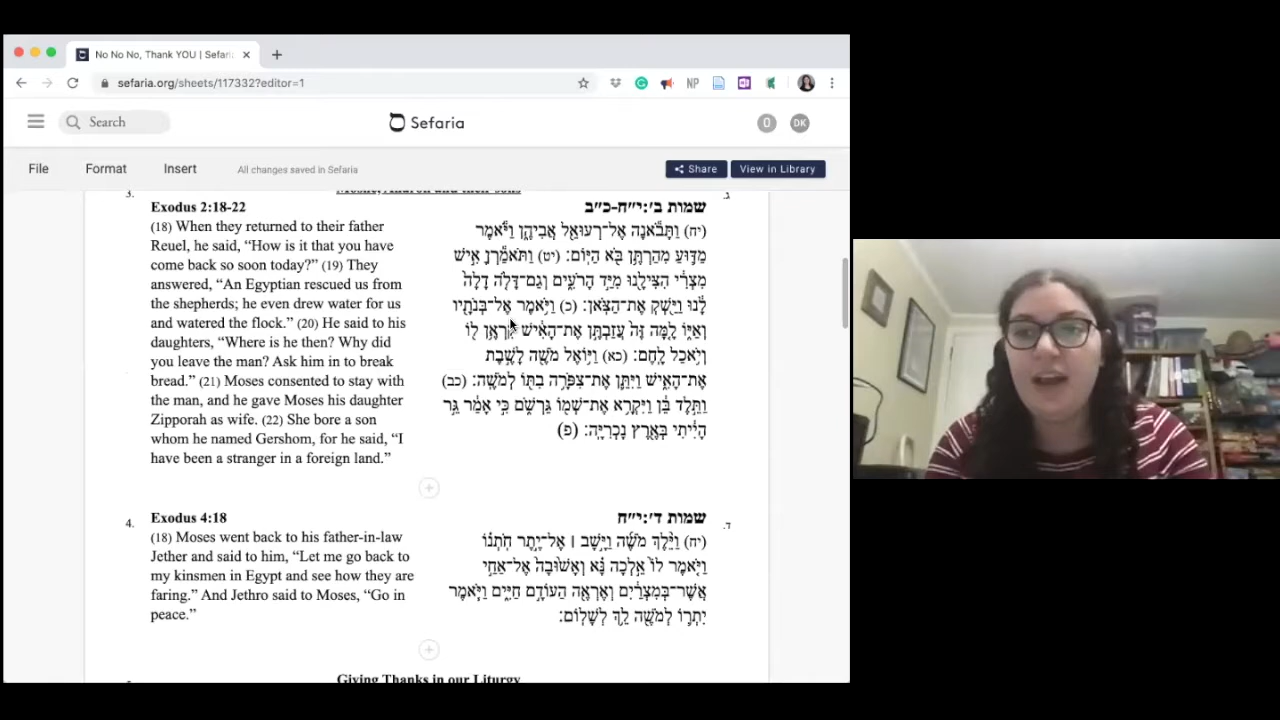 No No No, Thank YOU | Sefari
sefaria.org/sheets/117332?editor=1
NP
Search
Sefaria
0
DK
File
Format
Insert
All changes saved in Sefaria
Share
View in Library
Moshe, Aharon and their sons
3.
Exodus 2:18-22
(18) When they returned to their father
Reuel, he said, “How is it that you have
come back so soon today?” (19) They
answered, “An Egyptian rescued us from
the shepherds; he even drew water for us
and watered the flock.” (20) He said to his
daughters, “Where is he then? Why did
you leave the man? Ask him in to break
bread.” (21) Moses consented to stay with
the man, and he gave Moses his daughter
Zipporah as wife. (22) She bore a son
whom he named Gershom, for he said, “I
have been a stranger in a foreign land.”
ג.
שמות ב׳:י״ח-כ״ב
(יח) וַתָּבֹ֕אנָה אֶל־רְעוּאֵ֖ל אֲבִיהֶ֑ן וַיֹּ֕אמֶר
מַדּ֛וּעַ מִהַרְתֶּ֥ן בֹּ֖א הַיּֽוֹם׃ (יט) וַתֹּאמַ֕רְןָ אִ֣ישׁ
מִצְרִ֔י הִצִּילָ֖נוּ מִיַּ֣ד הָרֹעִ֑ים וְגַם־דָּלֹ֤ה דָלָה֙
לָ֔נוּ וַיַּ֖שְׁקְ אֶת־הַצֹּֽאן׃ (כ) וַיֹּ֥אמֶר אֶל־בְּנֹתָ֖יו
וְאַיּ֑וֹ לָ֤מָּה זֶּה֙ עֲזַבְתֶּ֣ן אֶת־הָאִ֔ישׁ קִרְאֶ֥ן ל֖וֹ
וְיֹ֥אכַל לָֽחֶם׃ (כא) וַיּ֥וֹאֶל מֹשֶׁ֖ה לָשֶׁ֣בֶת
אֶת־הָאִ֑ישׁ וַיִּתֵּ֛ן אֶת־צִפֹּרָ֥ה בִתּ֖וֹ לְמֹשֶֽׁה׃ (כב)
וַתֵּ֣לֶד בֵּ֔ן וַיִּקְרָ֥א אֶת־שְׁמ֖וֹ גֵּרְשֹׁ֑ם כִּ֣י אָמַ֔ר גֵּ֣ר
הָיִ֔יתִי בְּאֶ֖רֶץ נָכְרִיָּֽה׃ (פ)
4.
Exodus 4:18
(18) Moses went back to his father-in-law
Jether and said to him, “Let me go back to
my kinsmen in Egypt and see how they are
faring.” And Jethro said to Moses, “Go in
peace.”
ד.
שמות ד׳:י״ח
(יח) וַיֵּ֨לֶךְ מֹשֶׁ֜ה וַיָּ֣שׇׁב ׀ אֶל־יֶ֣תֶר חֹֽתְנ֗וֹ
וַיֹּ֤אמֶר לוֹ֙ אֵ֣לְכָה נָּ֗א וְאָשׁ֙וּבָה֙ אֶל־אַחַ֣י
אֲשֶׁר־בְּמִצְרַ֔יִם וְאֶרְאֶ֖ה הַעוֹדָ֣ם חַיִּ֑ים וַיֹּ֧אמֶר
יִתְר֛וֹ לְמֹשֶׁ֖ה לֵ֥ךְ לְשָׁלֽוֹם׃
Giving Thanks in our Liturgy